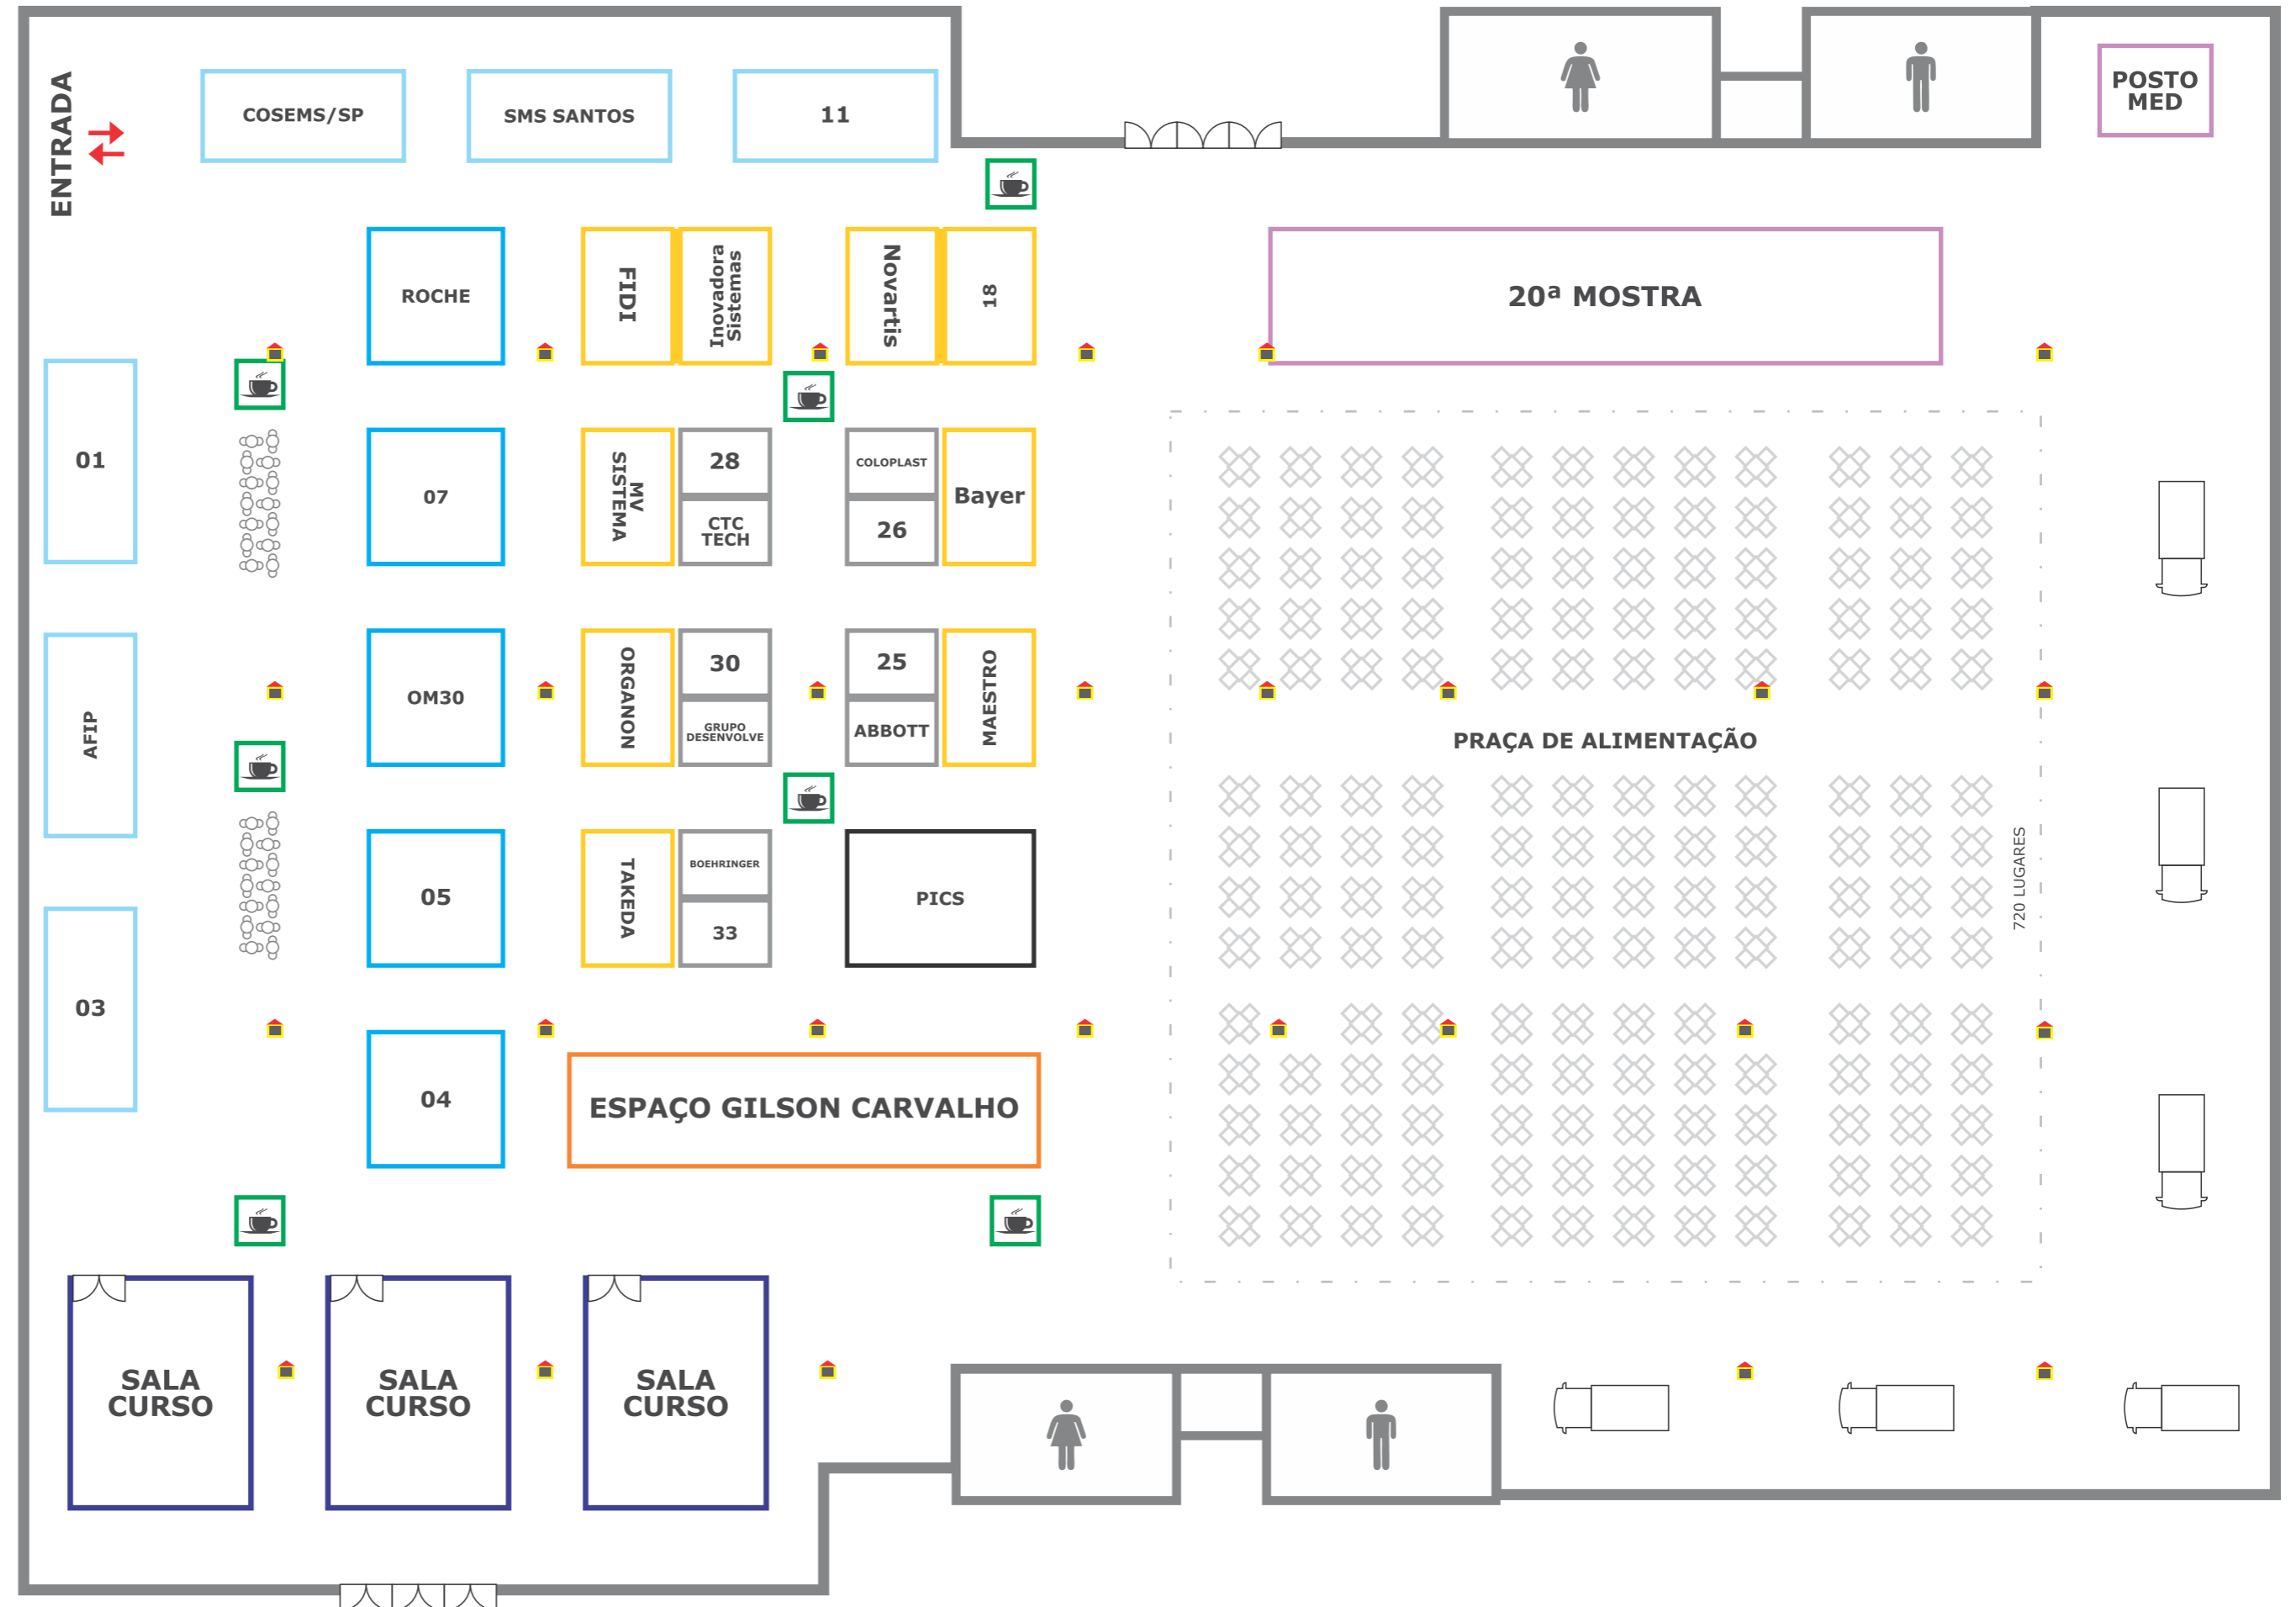 ENTRADA
COSEMS/SP
SMS SANTOS
11
POSTO
MED
ROCHE
FIDI
Inovadora
Sistemas
Novartis
18
20ª MOSTRA
01
07
MV
SISTEMA
28
CTC
TECH
COLOPLAST
26
Bayer
AFIP
OM30
ORGANON
30
GRUPO
DESENVOLVE
25
ABBOTT
MAESTRO
PRAÇA DE ALIMENTAÇÃO
720 LUGARES
03
05
TAKEDA
BOEHRINGER
33
PICS
04
ESPAÇO GILSON CARVALHO
SALA
CURSO
SALA
CURSO
SALA
CURSO